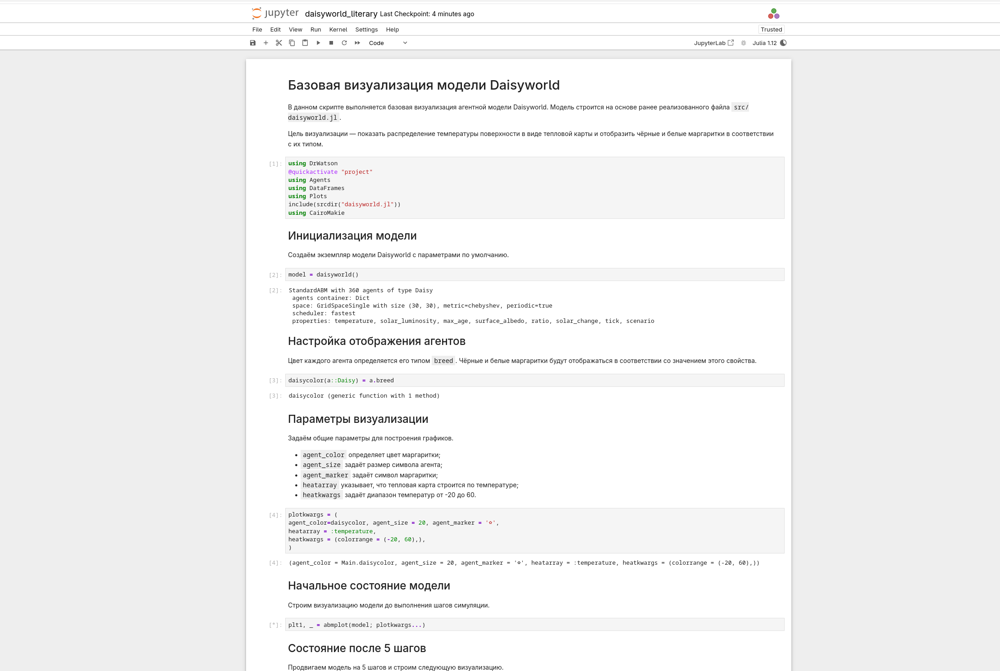 jupyter daisyworld_literary Last Checkpoint: 4 minutes ago
File Edit View Run Kernel Settings Help Trusted
Code JupyterLab Julia 1.12
Базовая визуализация модели Daisyworld
В данном скрипте выполняется базовая визуализация агентной модели Daisyworld. Модель строится на основе ранее реализованного файла src/
daisyworld.jl.
Цель визуализации — показать распределение температуры поверхности в виде тепловой карты и отобразить чёрные и белые маргаритки в соответствии
с их типом.
[1]: using DrWatson
@quickactivate "project"
using Agents
using DataFrames
using Plots
include(srcdir("daisyworld.jl"))
using CairoMakie
Инициализация модели
Создаём экземпляр модели Daisyworld с параметрами по умолчанию.
[2]: model = daisyworld()
[2]: StandardABM with 360 agents of type Daisy
agents container: Dict
space: GridSpaceSingle with size (30, 30), metric=chebyshev, periodic=true
scheduler: fastest
properties: temperature, solar_luminosity, max_age, surface_albedo, ratio, solar_change, tick, scenario
Настройка отображения агентов
Цвет каждого агента определяется его типом breed. Чёрные и белые маргаритки будут отображаться в соответствии со значением этого свойства.
[3]: daisycolor(a::Daisy) = a.breed
[3]: daisycolor (generic function with 1 method)
Параметры визуализации
Задаём общие параметры для построения графиков.
• agent_color определяет цвет маргаритки;
• agent_size задаёт размер символа агента;
• agent_marker задаёт символ маргаритки;
• heatarray указывает, что тепловая карта строится по температуре;
• heatkwargs задаёт диапазон температур от -20 до 60.
[4]: plotkwargs = (
agent_color=daisycolor, agent_size = 20, agent_marker = '✿',
heatarray = :temperature,
heatkwargs = (colorrange = (-20, 60),),
)
[4]: (agent_color = Main.daisycolor, agent_size = 20, agent_marker = '✿', heatarray = :temperature, heatkwargs = (colorrange = (-20, 60),))
Начальное состояние модели
Строим визуализацию модели до выполнения шагов симуляции.
[*]: plt1, _ = abmplot(model; plotkwargs...)
Состояние после 5 шагов
Продвигаем модель на 5 шагов и строим следующую визуализацию.